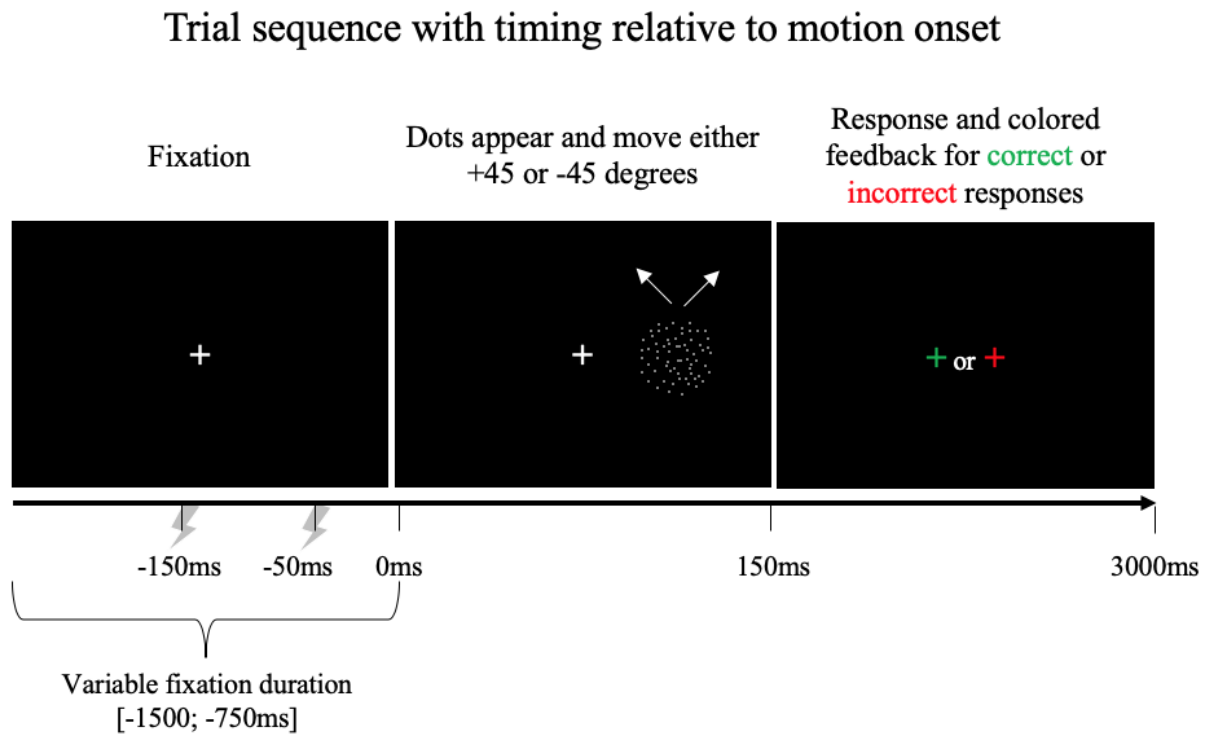 Trial sequence with timing relative to motion onset
Fixation
Dots appear and move either
+45 or -45 degrees
Response and colored
feedback for correct or
incorrect responses
or
-150ms
-50ms
0ms
150ms
3000ms
Variable fixation duration
[-1500; -750ms]